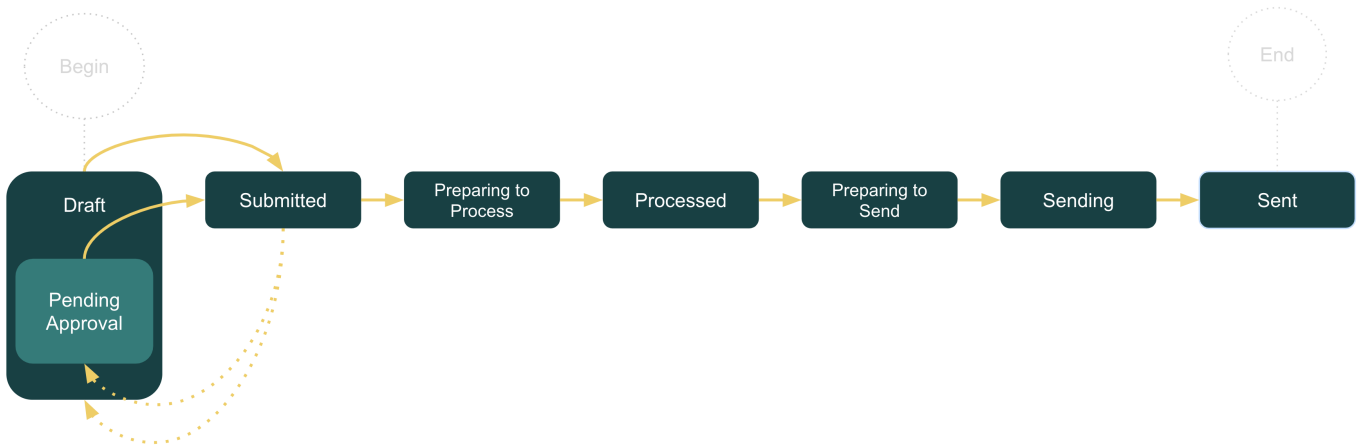 Begin
End
Draft
Submitted
Preparing to
Process
Processed
Preparing to
Send
Sending
Sent
Pending
Approval